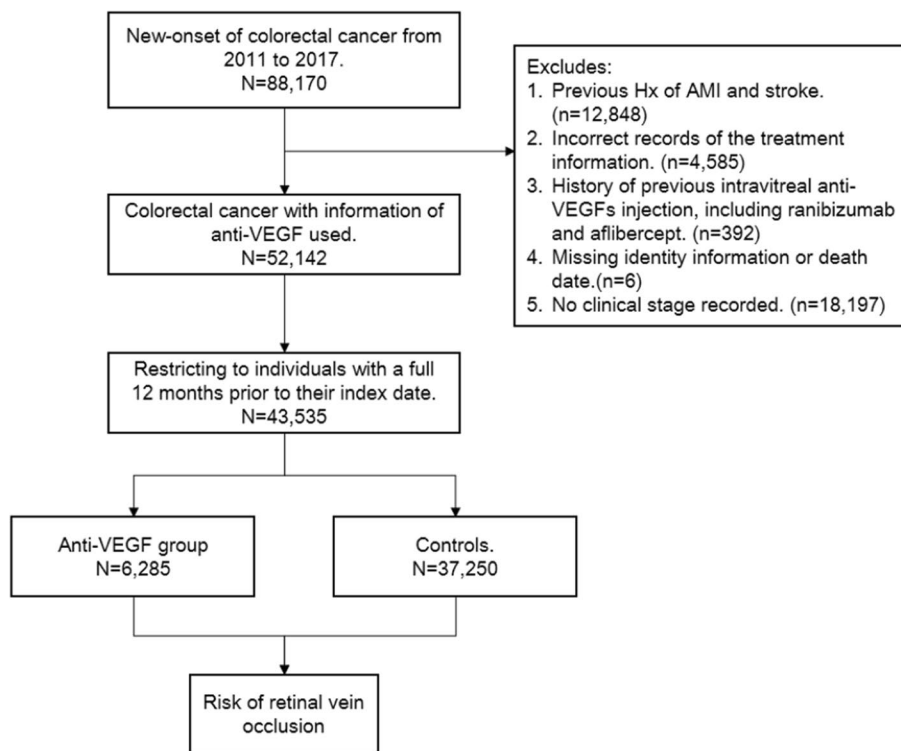 New-onset of colorectal cancer from
2011 to 2017.
N=88,170
Excludes:
1. Previous Hx of AMI and stroke.
(n=12,848)
2. Incorrect records of the treatment
information. (n=4,585)
3. History of previous intravitreal anti-
VEGFs injection, including ranibizumab
and aflibercept. (n=392)
4. Missing identity information or death
date.(n=6)
5. No clinical stage recorded. (n=18,197)
Colorectal cancer with information of
anti-VEGF used.
N=52,142
Restricting to individuals with a full
12 months prior to their index date.
N=43,535
Anti-VEGF group
N=6,285
Controls.
N=37,250
Risk of retinal vein
occlusion